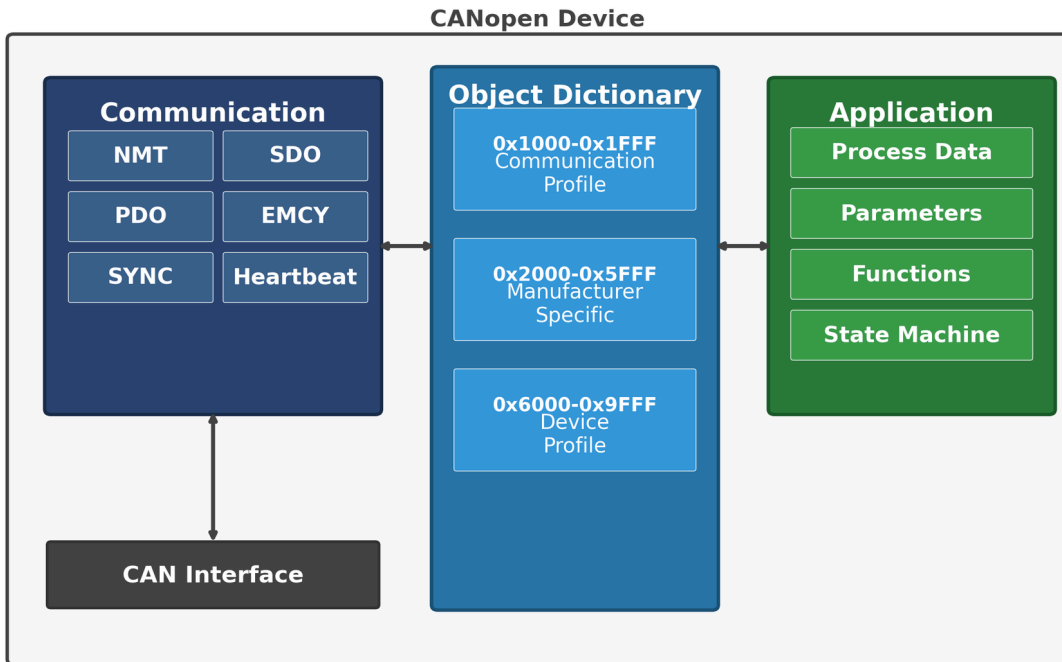 CANopen Device
Communication
NMT
SDO
PDO
EMCY
SYNC
Heartbeat
CAN Interface
Object Dictionary
0x1000-0x1FFF
Communication
Profile
0x2000-0x5FFF
Manufacturer
Specific
0x6000-0x9FFF
Device
Profile
Application
Process Data
Parameters
Functions
State Machine